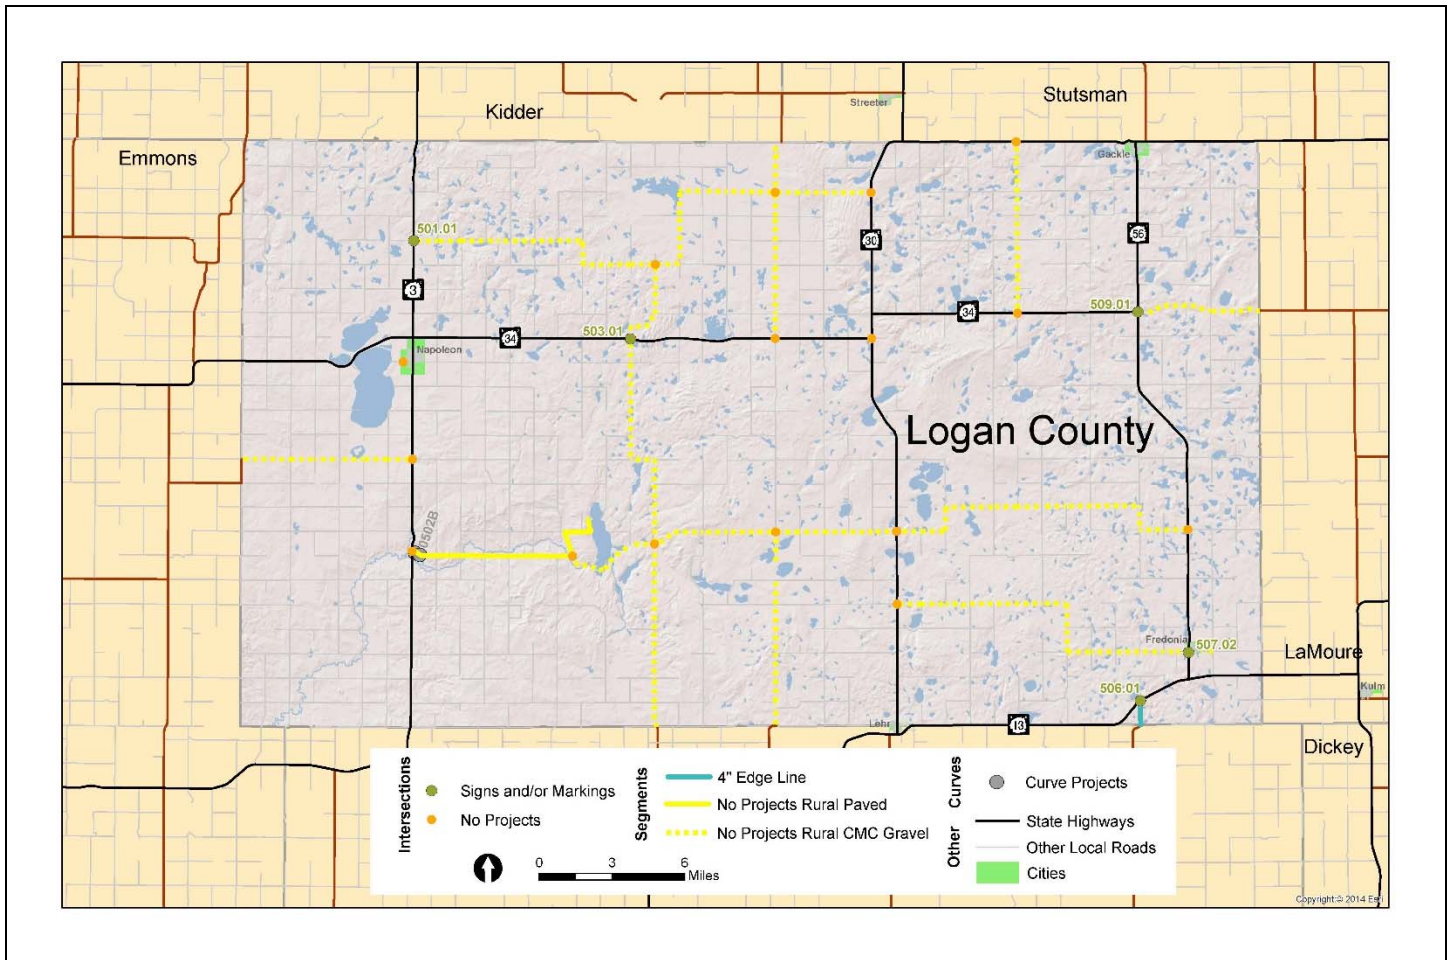 Kidder
Stutsman
Streeter
Emmons
Gackle
501.01
30
56
3
509.01
34
503.01
34
Napoleon
Logan County
0502B
Fredonia
507.02
LaMoure
506.01
Kulm
Lehr
13
Dickey
Intersections
Signs and/or Markings
No Projects
Segments
4" Edge Line
No Projects Rural Paved
No Projects Rural CMC Gravel
Curves
Curve Projects
Other
State Highways
Other Local Roads
Cities
0 3 6
Miles
Copyright:© 2014 Esri